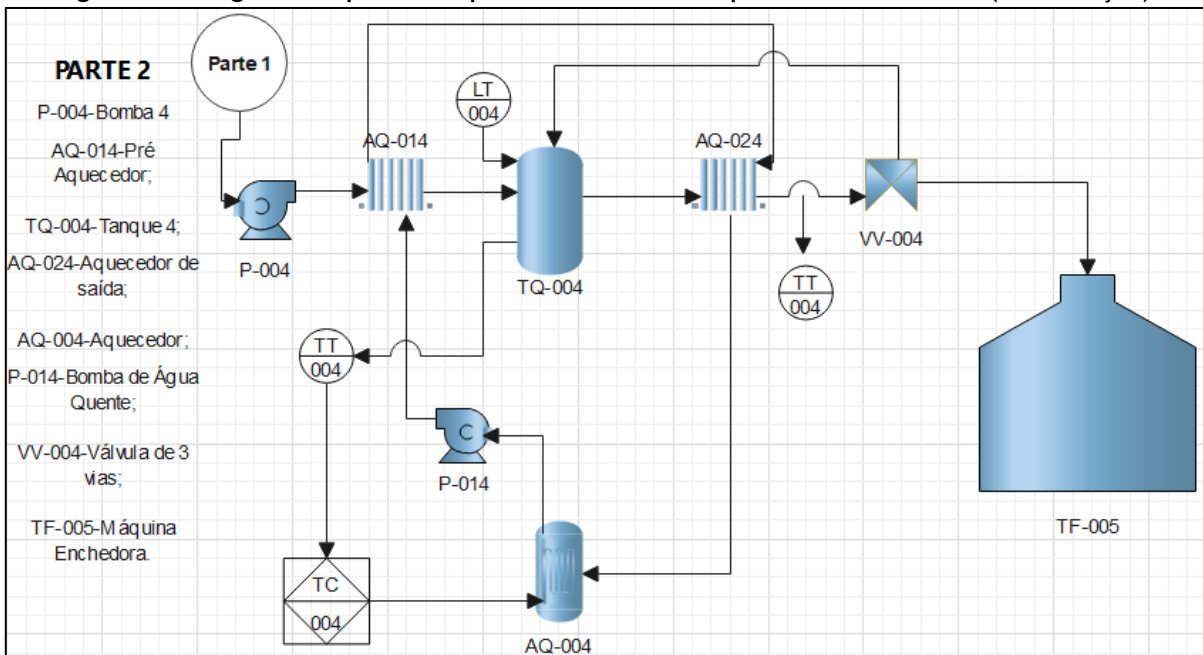 PARTE 2
P-004-Bomba 4
AQ-014-Pré
Aquecedor;
TQ-004-Tanque 4;
AQ-024-Aquecedor de
saída;
AQ-004-Aquecedor;
P-014-Bomba de Água
Quente;
VV-004-Válvula de 3
vias;
TF-005-Máquina
Enchedora.
Parte 1
P-004
AQ-014
LT
004
TQ-004
AQ-024
TT
004
VV-004
TF-005
TT
004
P-014
TC
004
AQ-004